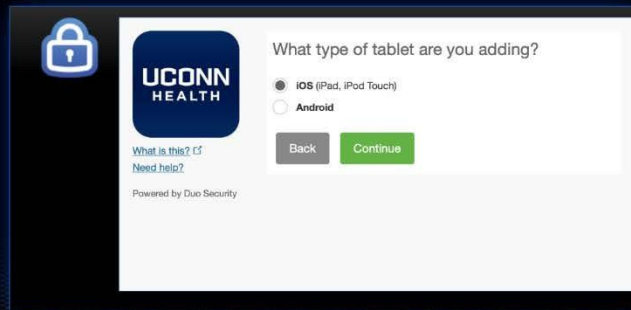 UCONN
HEALTH
What is this?
Need help?
Powered by Duo Security
What type of tablet are you adding?
iOS (iPad, iPod Touch)
Android
Back
Continue